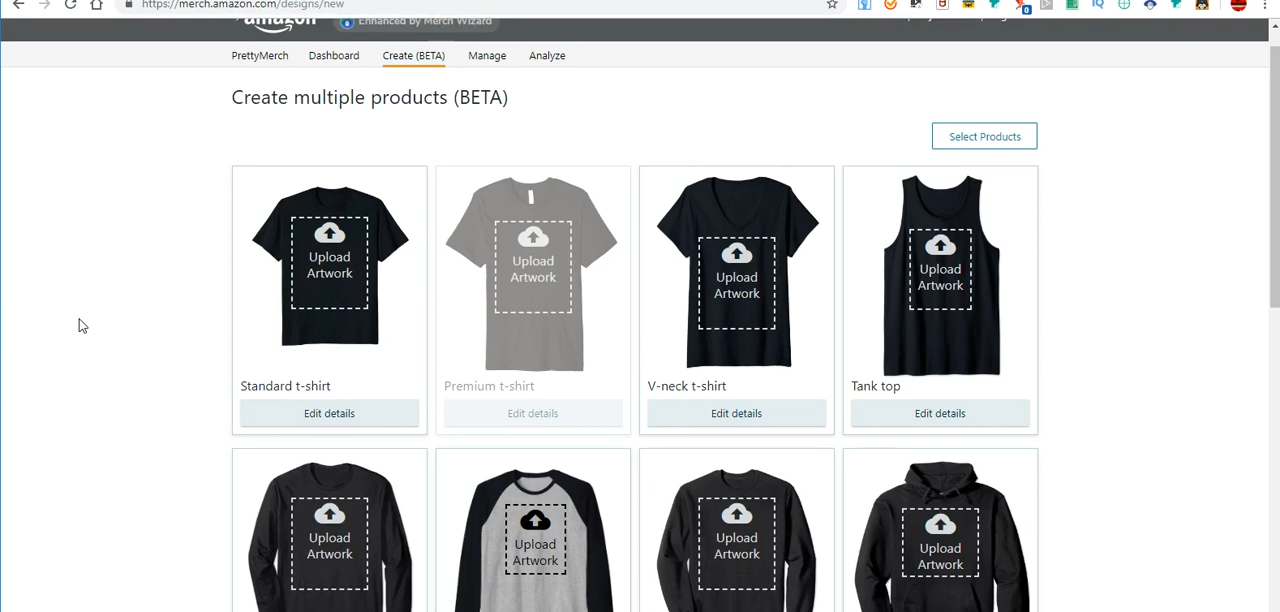 https://merch.amazon.com/designs/new
amazon
Enhanced by Merch Wizard
PrettyMerch Dashboard Create (BETA) Manage Analyze
Create multiple products (BETA)
Select Products
Upload Artwork
Upload Artwork
Upload Artwork
Upload Artwork
Standard t-shirt
Premium t-shirt
V-neck t-shirt
Tank top
Edit details
Edit details
Edit details
Edit details
Upload Artwork
Upload Artwork
Upload Artwork
Upload Artwork